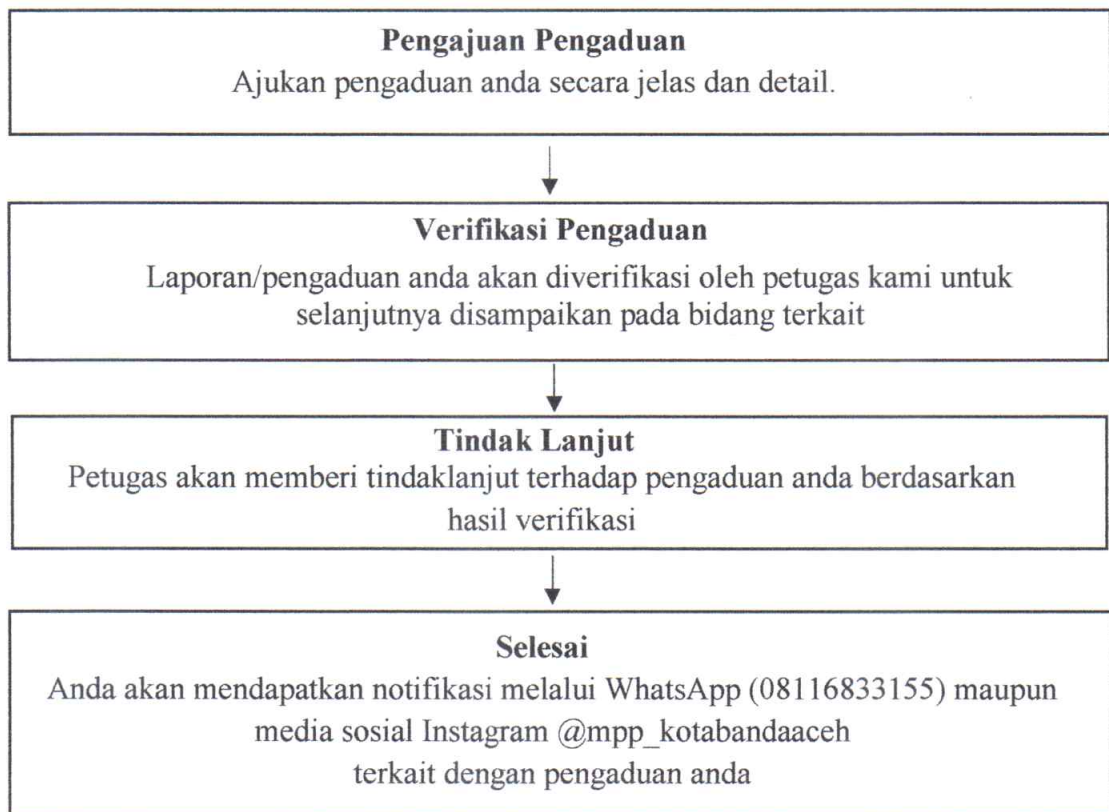 Pengajuan Pengaduan
Ajukan pengaduan anda secara jelas dan detail.
Verifikasi Pengaduan
Laporan/pengaduan anda akan diverifikasi oleh petugas kami untuk
selanjutnya disampaikan pada bidang terkait
Tindak Lanjut
Petugas akan memberi tindaklanjut terhadap pengaduan anda berdasarkan
hasil verifikasi
Selesai
Anda akan mendapatkan notifikasi melalui WhatsApp (08116833155) maupun
media sosial Instagram @mpp_kotabandaaceh
terkait dengan pengaduan anda